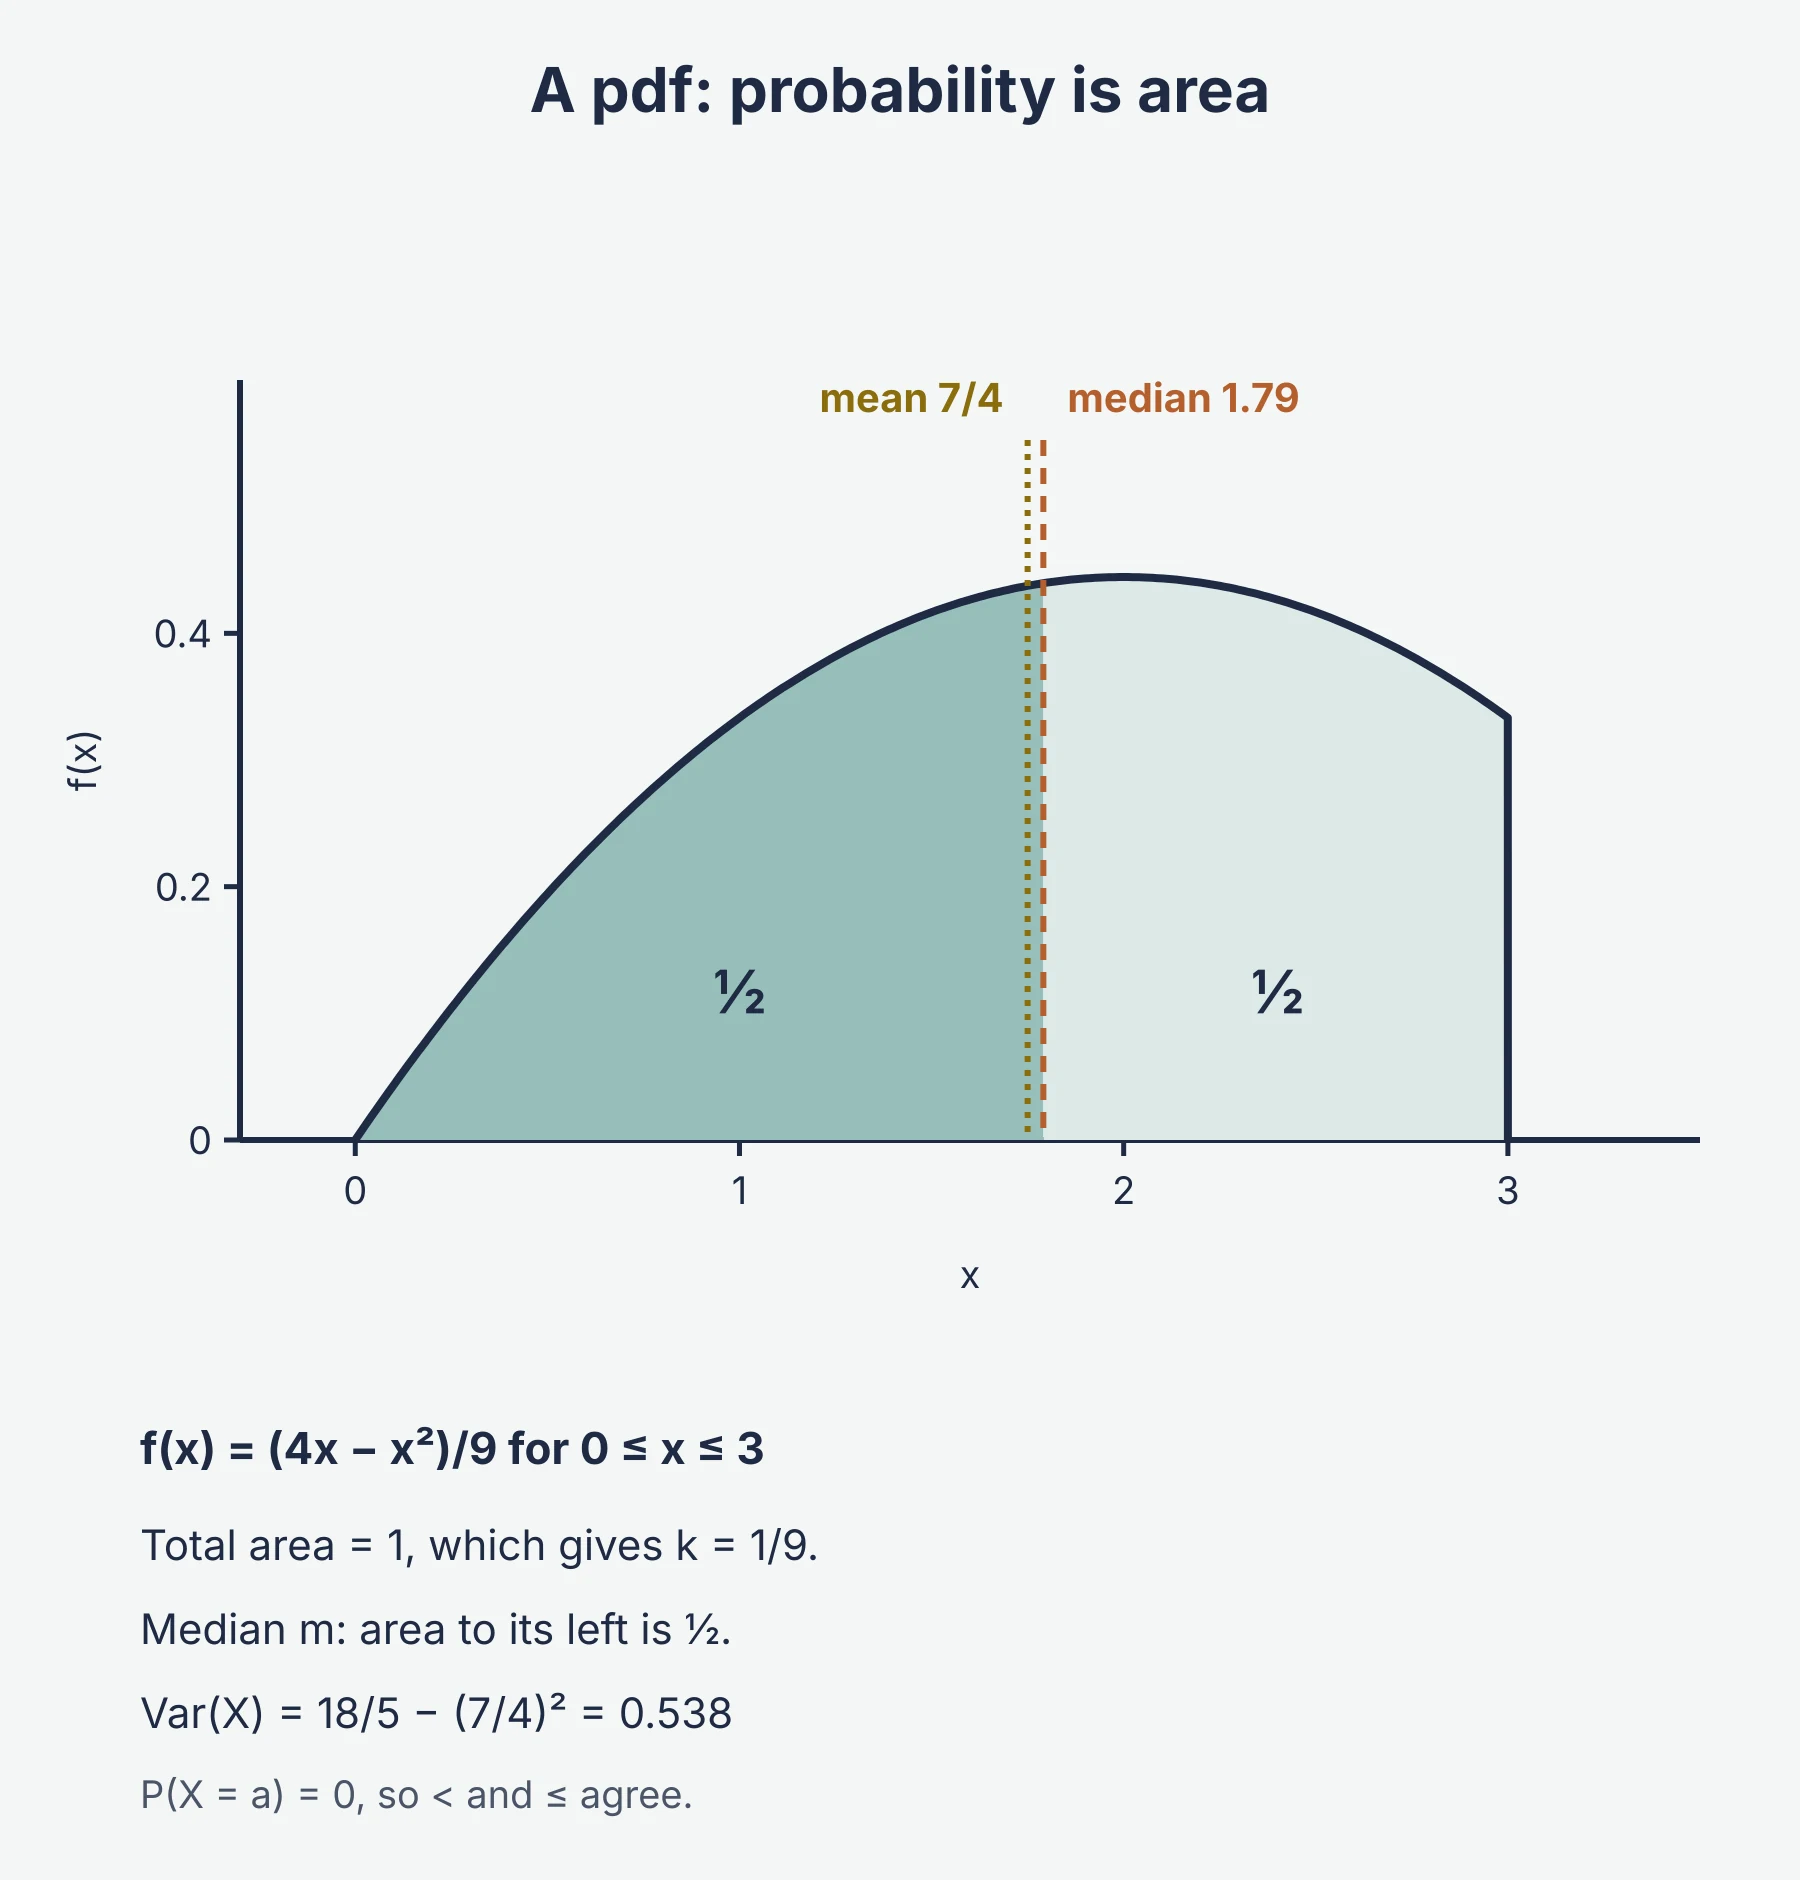 A pdf: probability is area
mean 7/4
median 1.79
0.4
f(x)
0.2
½
½
0
0
1
2
3
x
f(x) = (4x − x²)/9 for 0 ≤ x ≤ 3
Total area = 1, which gives k = 1/9.
Median m: area to its left is ½.
Var(X) = 18/5 − (7/4)² = 0.538
P(X = a) = 0, so < and ≤ agree.